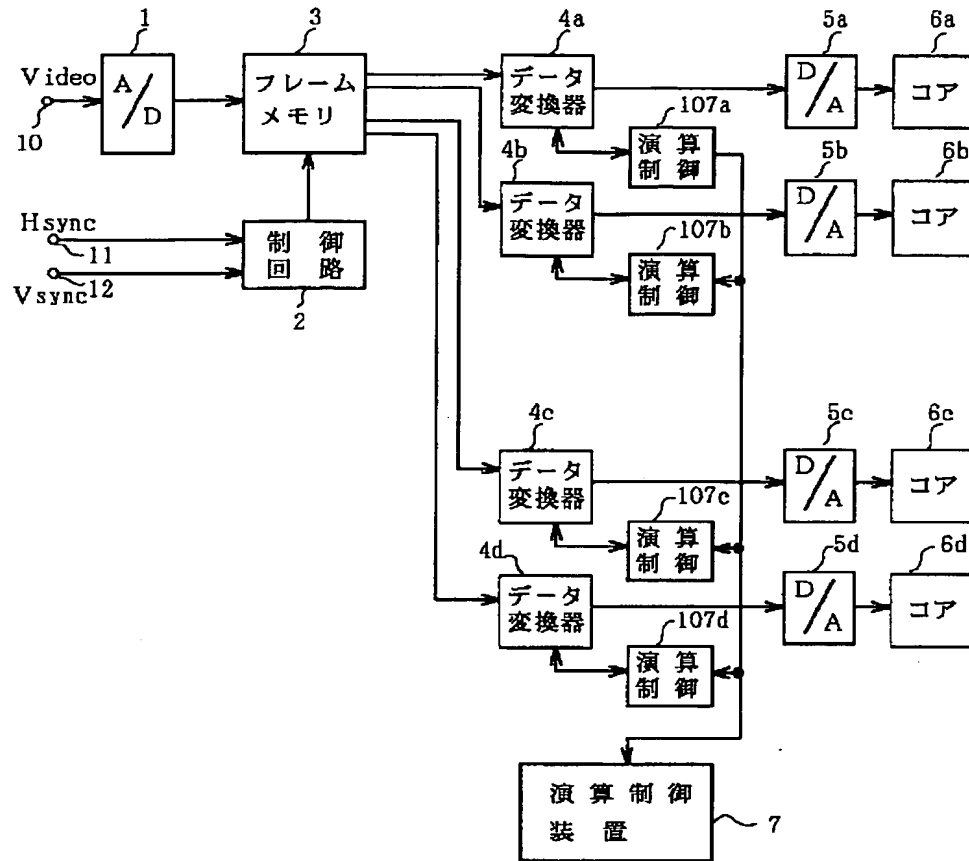 1
3
4a
5a
6a
Video
A/D
フレーム
メモリ
データ
変換器
D/A
コア
10
107a
演算
制御
4b
5b
6b
データ
変換器
D/A
コア
Hsync
11
制御
回路
107b
演算
制御
12
Vsync
2
4c
5c
6c
データ
変換器
D/A
コア
107c
演算
制御
4d
5d
6d
データ
変換器
D/A
コア
107d
演算
制御
演算制御
装置
7